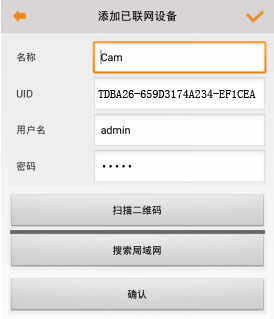 添加已联网设备
名称 Cam
UID TDBA26-659D3174A234-EF1CEA
用户名 admin
密码 •••••
扫描二维码
搜索局域网
确认